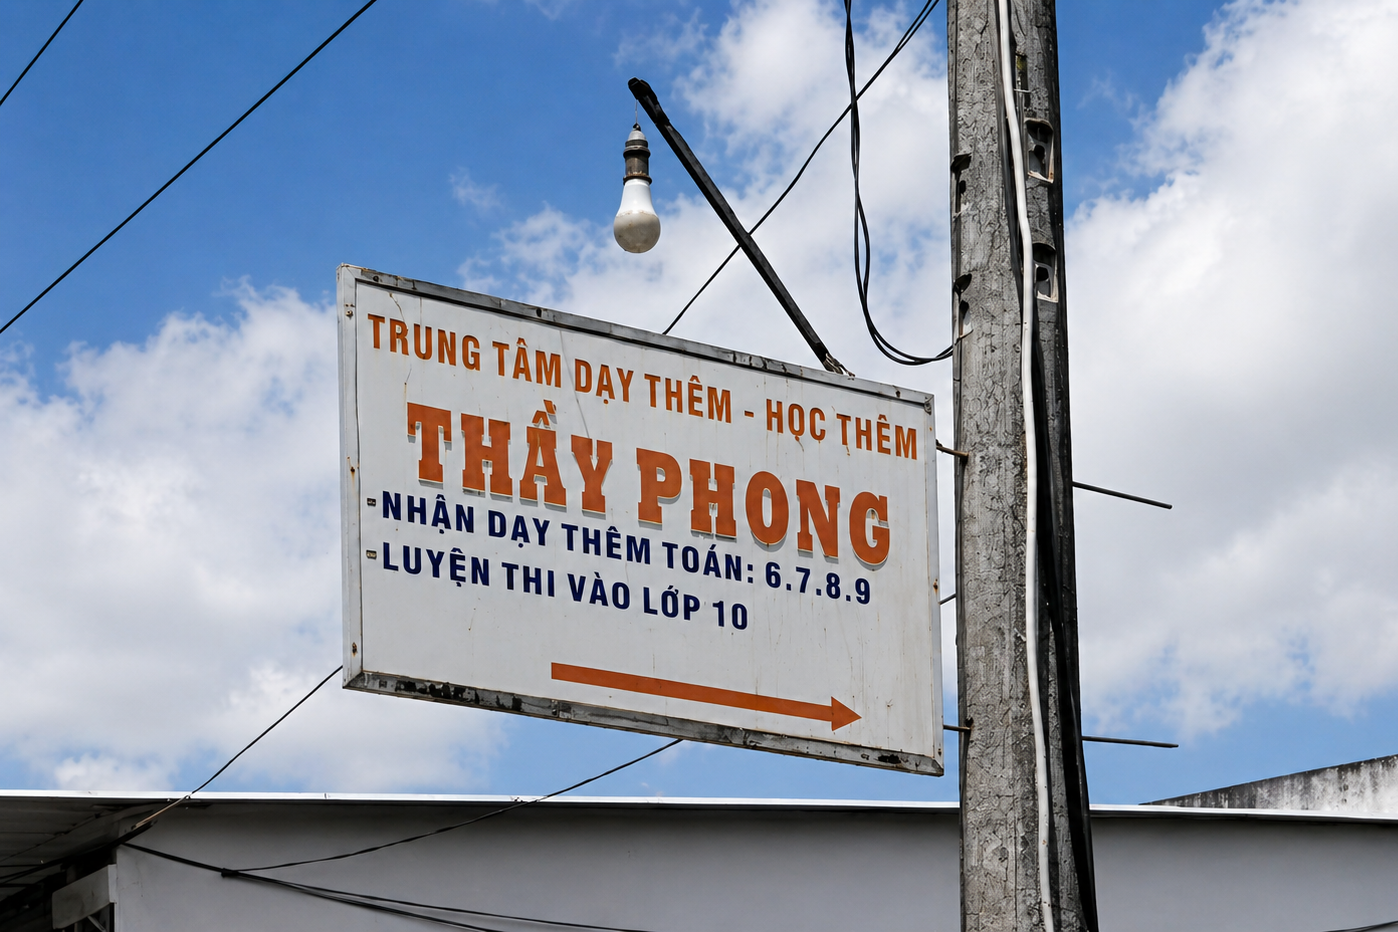 TRUNG TÂM DẠY THÊM - HỌC THÊM
THẦY PHONG
NHẬN DẠY THÊM TOÁN: 6.7.8.9
LUYỆN THI VÀO LỚP 10